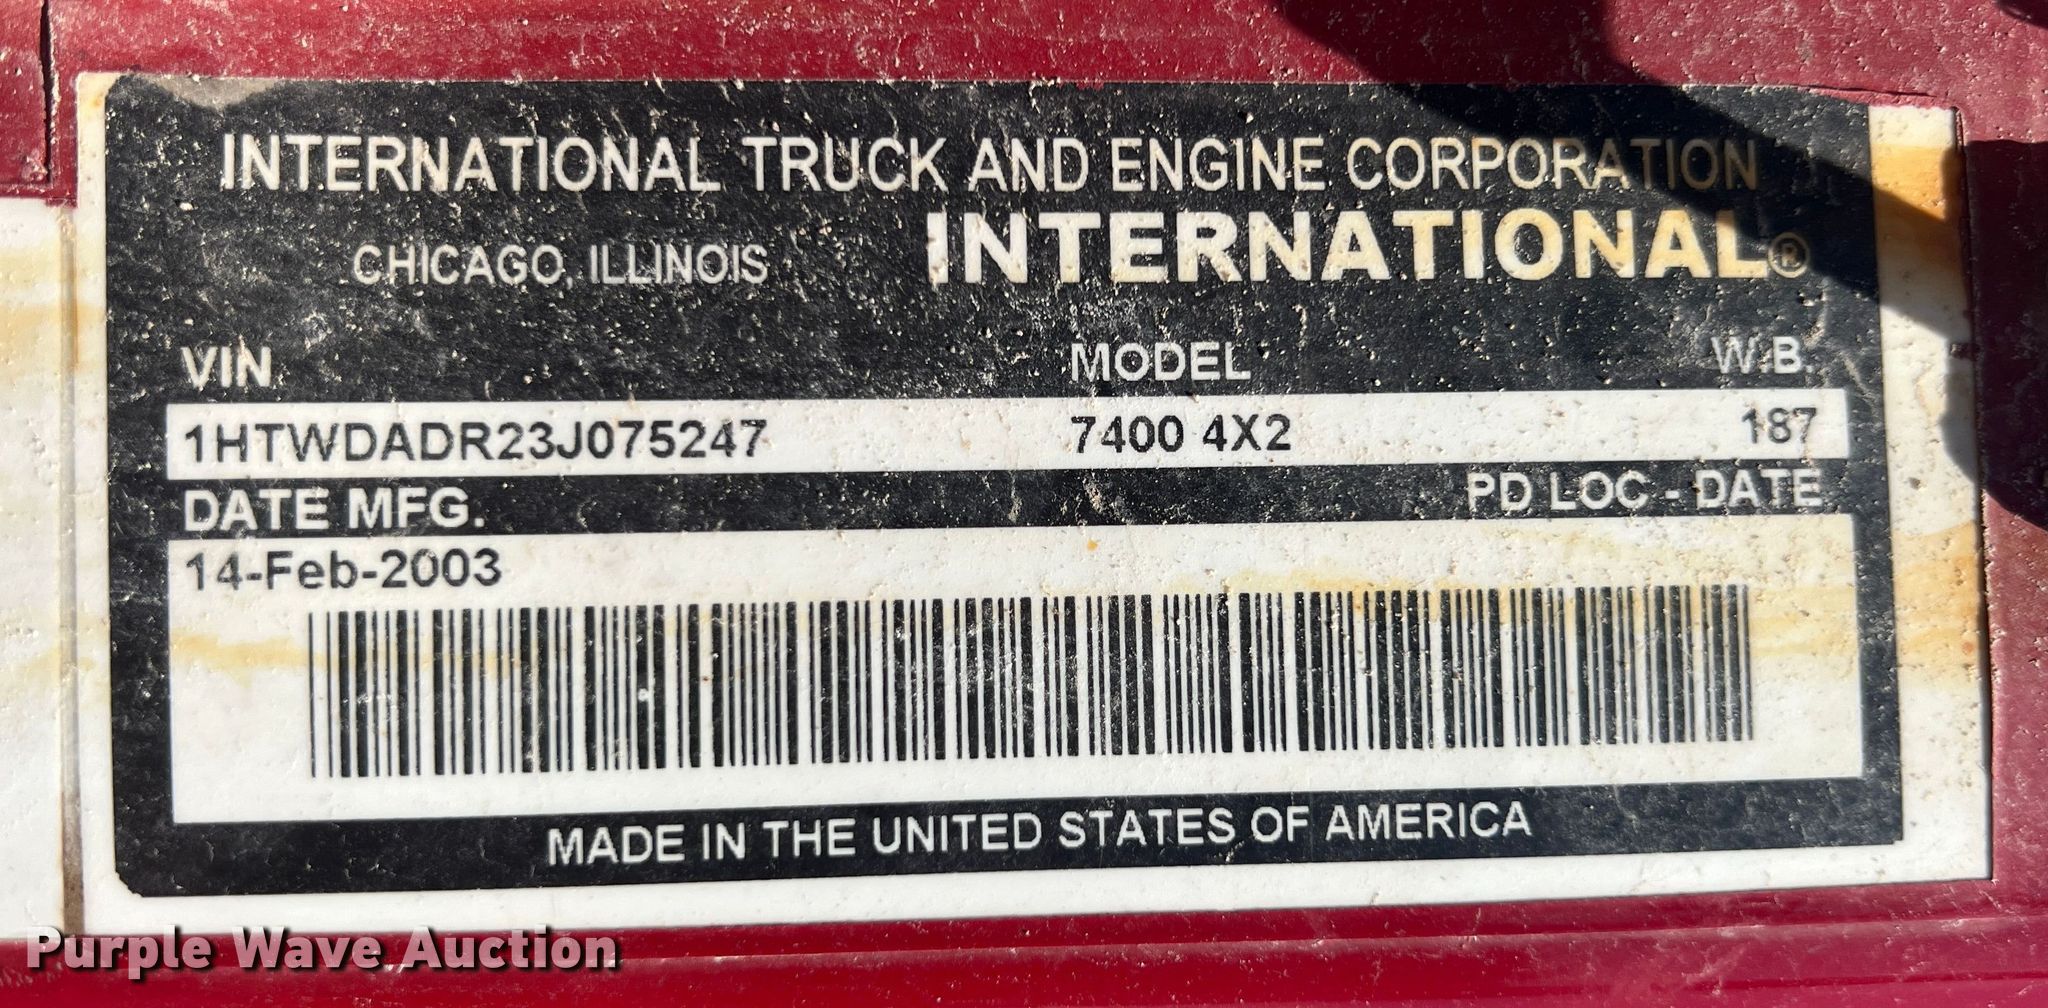 INTERNATIONAL TRUCK AND ENGINE CORPORATION
CHICAGO, ILLINOIS INTERNATIONAL®
VIN MODEL W.B.
1HTWDADR23J075247 7400 4X2 187
DATE MFG. PD LOC - DATE
14-Feb-2003
MADE IN THE UNITED STATES OF AMERICA
Purple Wave Auction